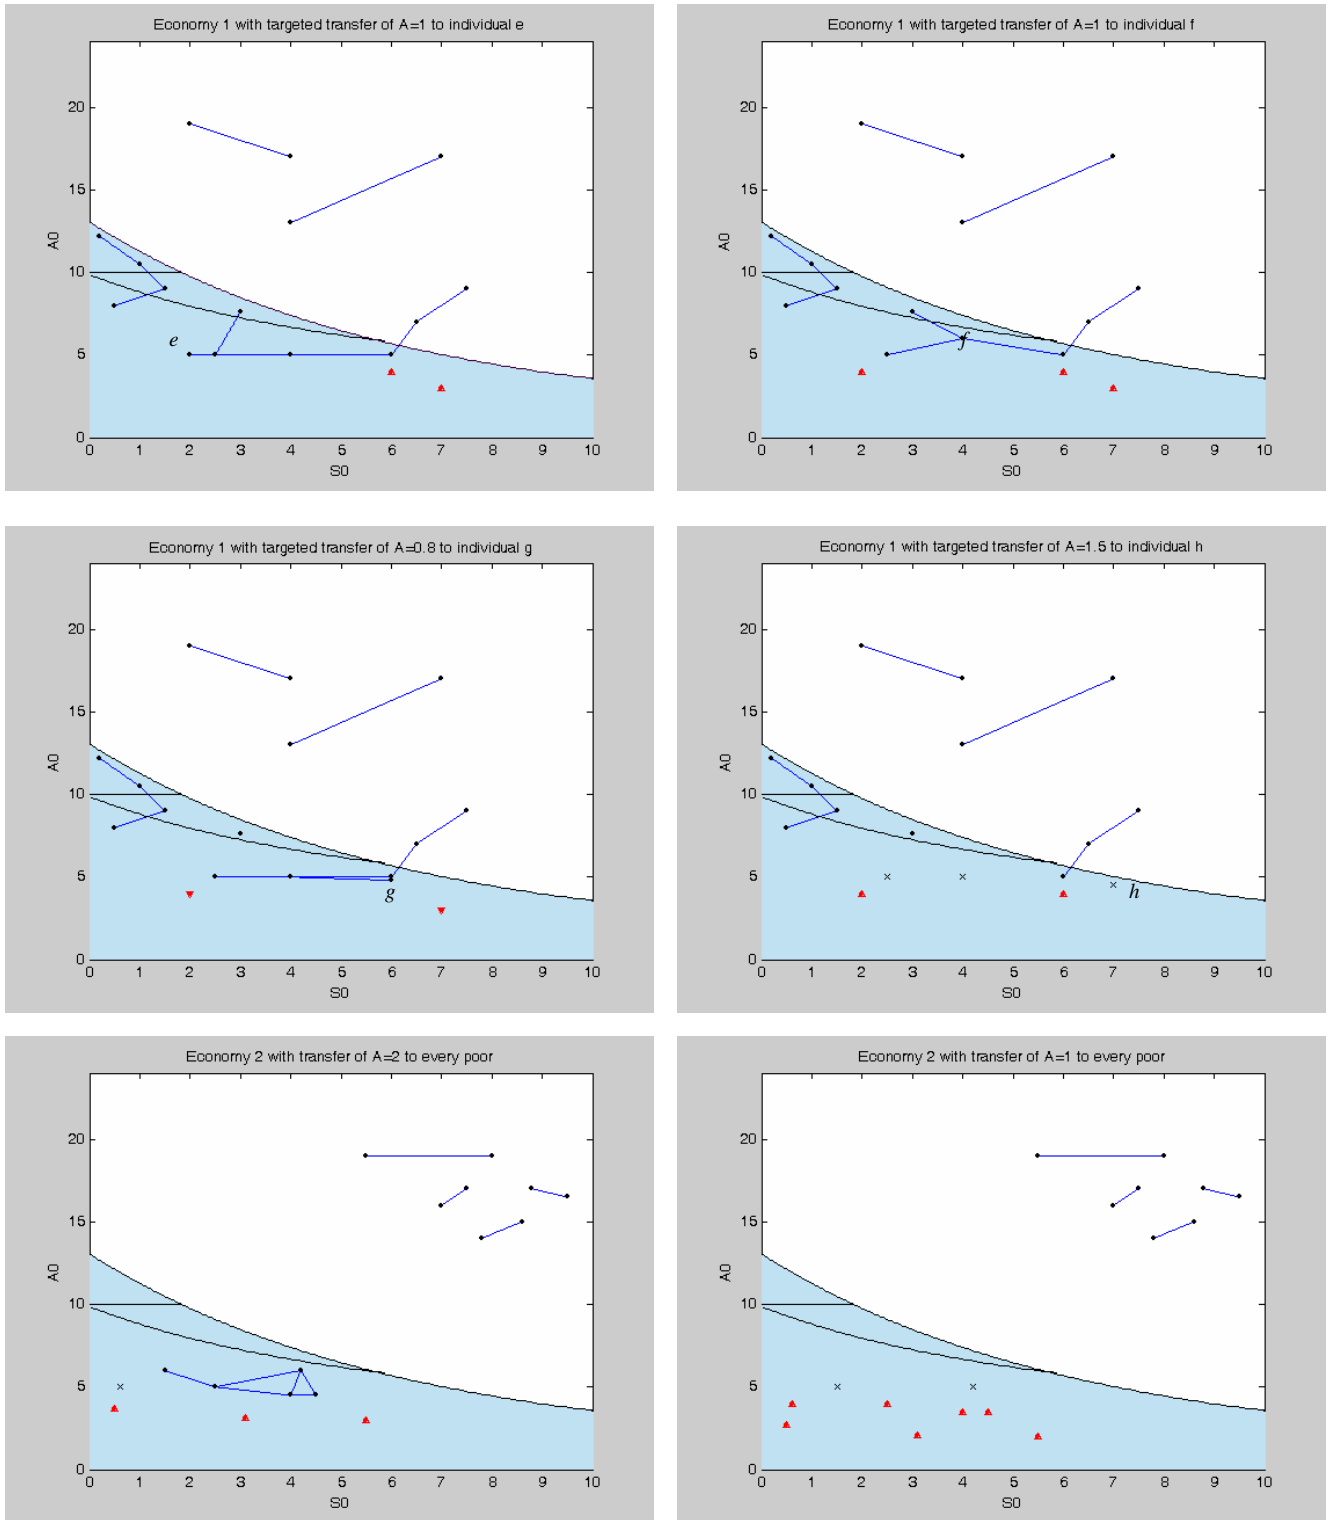 Economy 1 with targeted transfer of A=1 to individual e
20
15
10
5
0
A0
e
0 1 2 3 4 5 6 7 8 9 10
S0
Economy 1 with targeted transfer of A=1 to individual f
20
15
10
5
0
A0
f
0 1 2 3 4 5 6 7 8 9 10
S0
Economy 1 with targeted transfer of A=0.8 to individual g
20
15
10
5
0
A0
g
0 1 2 3 4 5 6 7 8 9 10
S0
Economy 1 with targeted transfer of A=1.5 to individual h
20
15
10
5
0
A0
h
0 1 2 3 4 5 6 7 8 9 10
S0
Economy 2 with transfer of A=2 to every poor
20
15
10
5
0
A0
0 1 2 3 4 5 6 7 8 9 10
S0
Economy 2 with transfer of A=1 to every poor
20
15
10
5
0
A0
0 1 2 3 4 5 6 7 8 9 10
S0